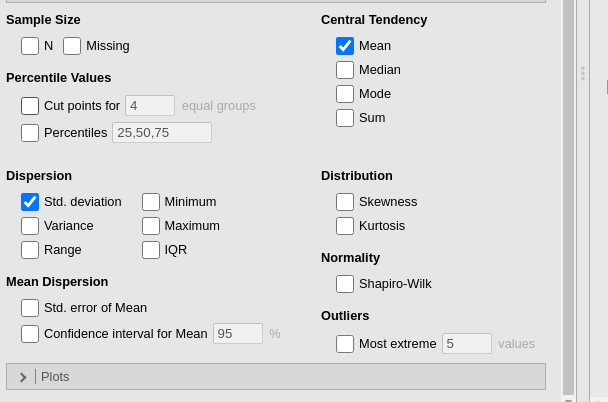 Sample Size
N Missing
Percentile Values
Cut points for 4 equal groups
Percentiles 25,50,75
Central Tendency
Mean
Median
Mode
Sum
Dispersion
Std. deviation Minimum
Variance Maximum
Range IQR
Distribution
Skewness
Kurtosis
Normality
Shapiro-Wilk
Mean Dispersion
Std. error of Mean
Confidence interval for Mean 95 %
Outliers
Most extreme 5 values
Plots